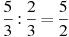 5/3 : 2/3 = 5/2